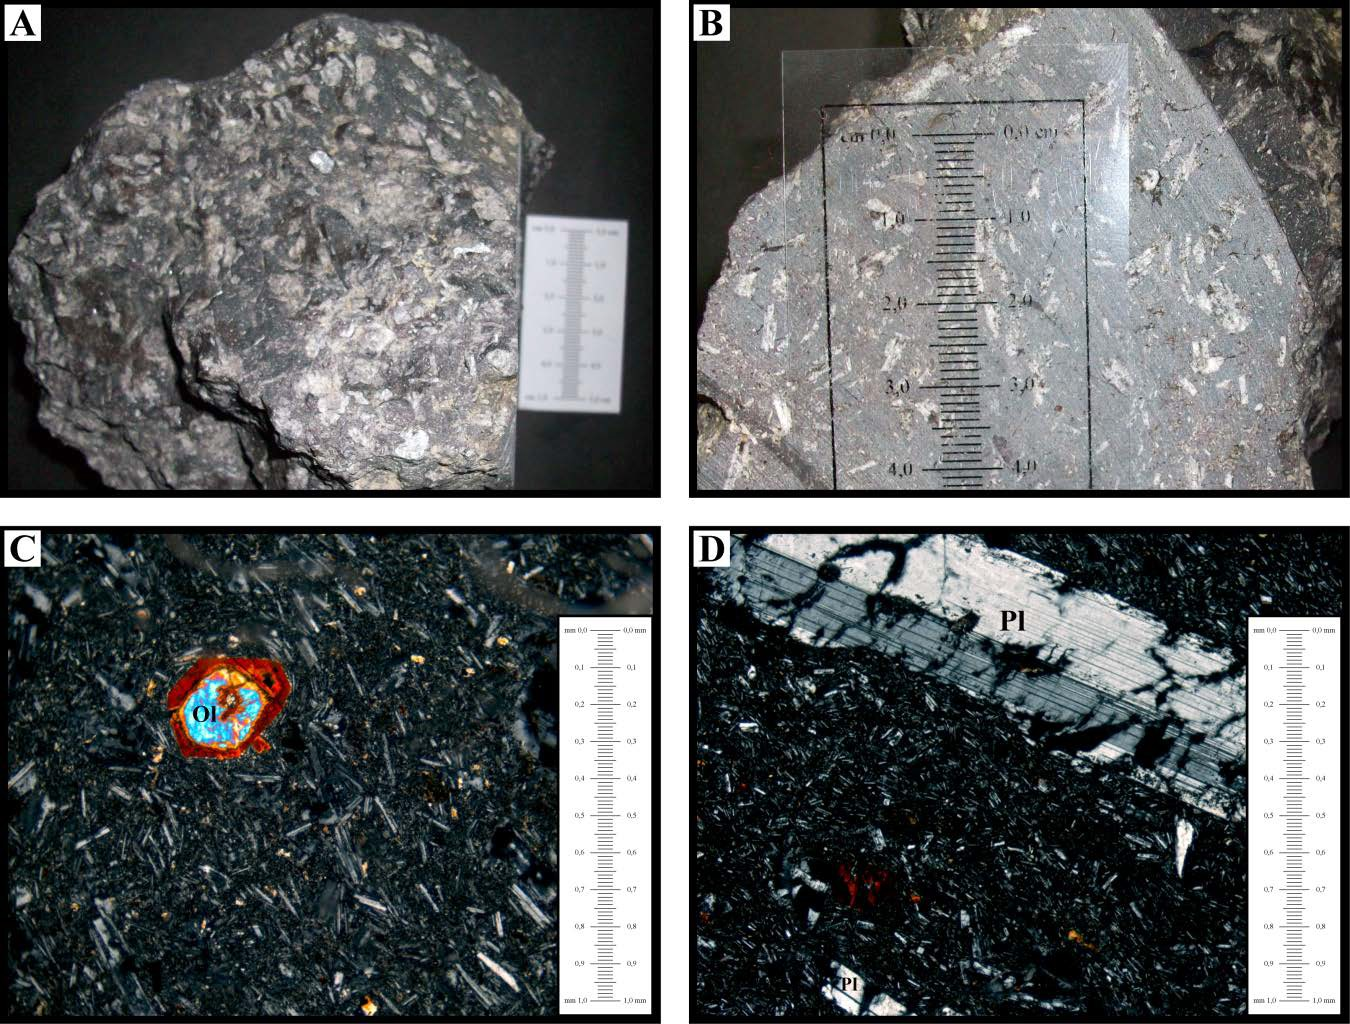 A
B
cm 0,0 0,0 cm
1,0 1,0
2,0 2,0
3,0 3,0
4,0 4,0
C
Ol
mm 0,0 0,0 mm
0,1 0,1
0,2 0,2
0,3 0,3
0,4 0,4
0,5 0,5
0,6 0,6
0,7 0,7
0,8 0,8
0,9 0,9
mm 1,0 1,0 mm
D
Pl
Pl
mm 0,0 0,0 mm
0,1 0,1
0,2 0,2
0,3 0,3
0,4 0,4
0,5 0,5
0,6 0,6
0,7 0,7
0,8 0,8
0,9 0,9
mm 1,0 1,0 mm